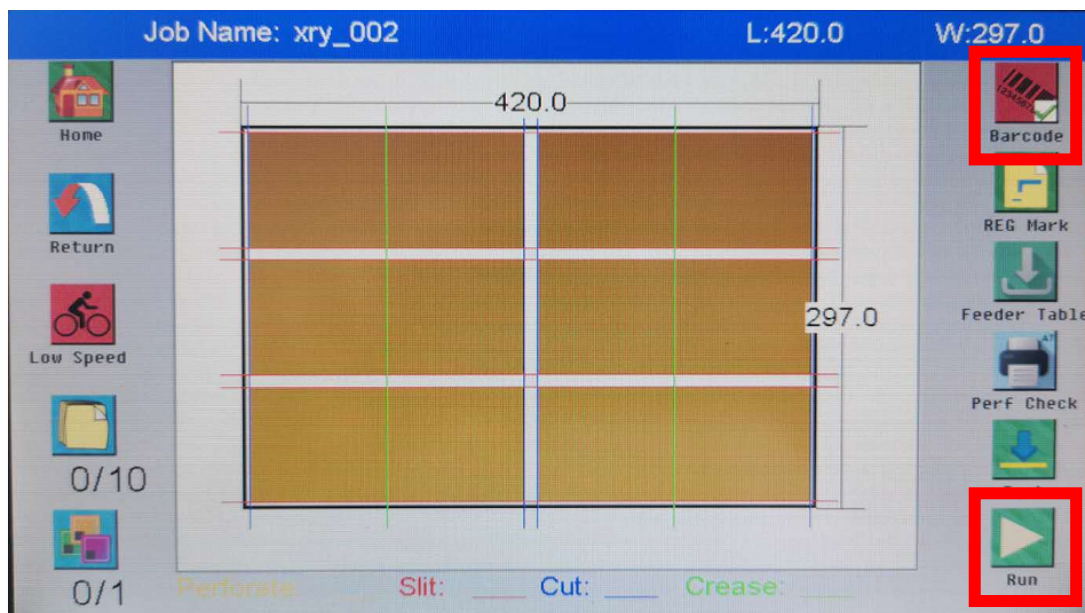 Job Name: xry_002
L:420.0
W:297.0
Home
Return
Low Speed
0/10
0/1
420.0
297.0
Perforate:
Slit:
Cut:
Crease:
Barcode
REG Mark
Feeder Table
Perf Check
Run